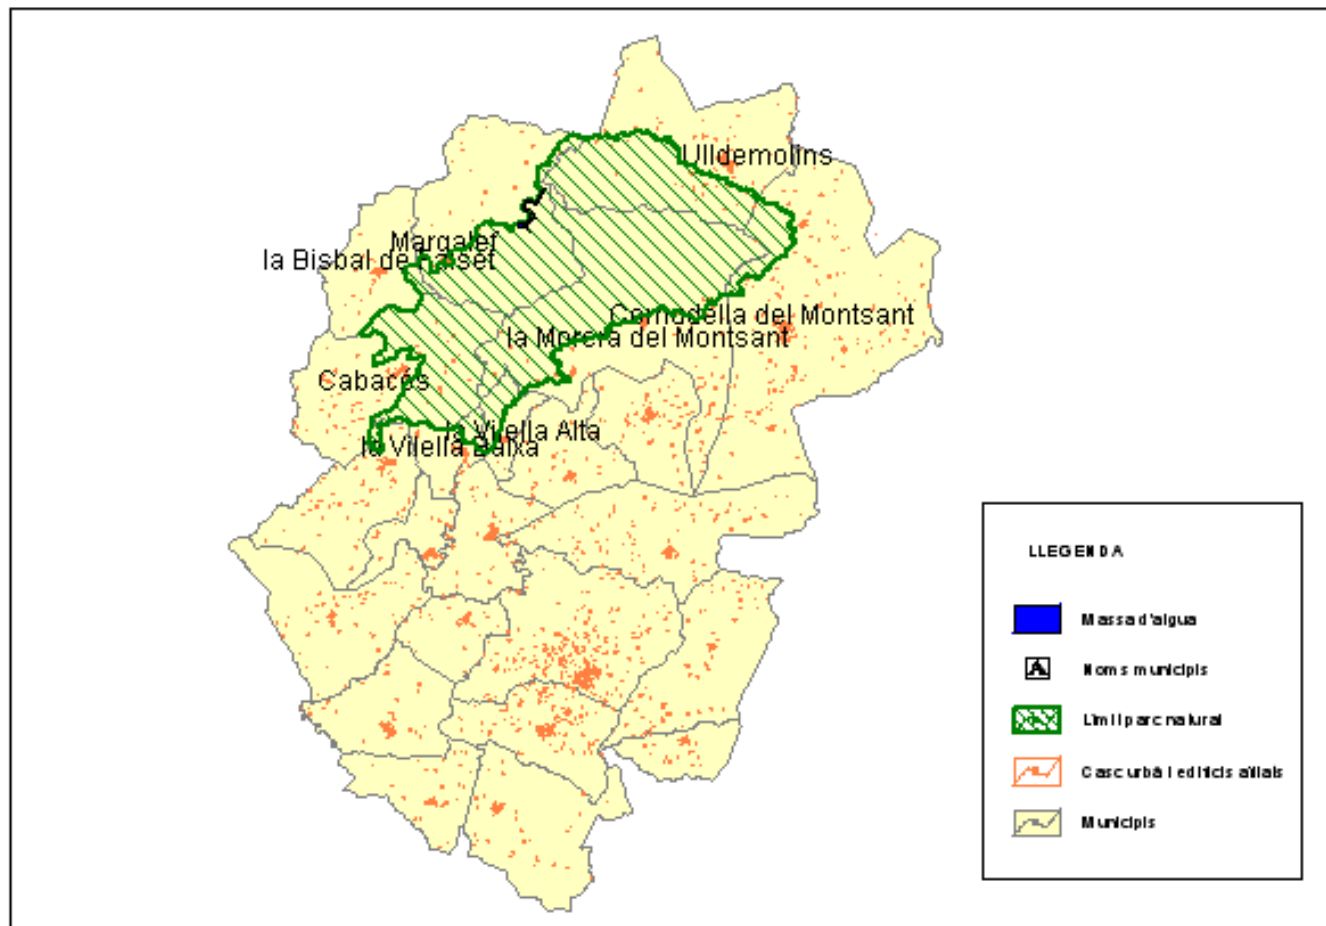 Ulldemolins
Margalef
la Bisbal de Falset
Cornudella del Montsant
la Morera del Montsant
Cabacés
la Vilella Alta
la Vilella Baixa
LLEGENDA
Massa d'aigua
A
Noms municipis
Límit parc natural
Casc urbà i edificis aïllats
Municipis